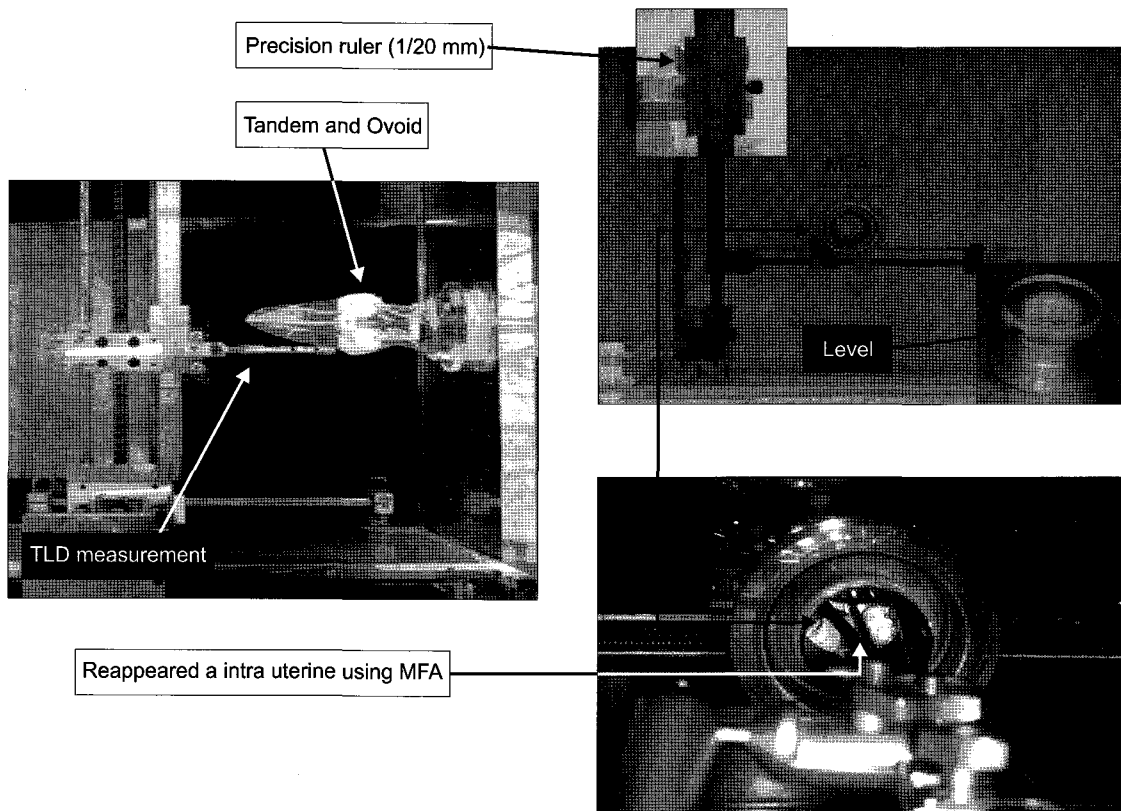 Precision ruler (1/20 mm)
Tandem and Ovoid
Level
TLD measurement
Reappeared a intra uterine using MFA